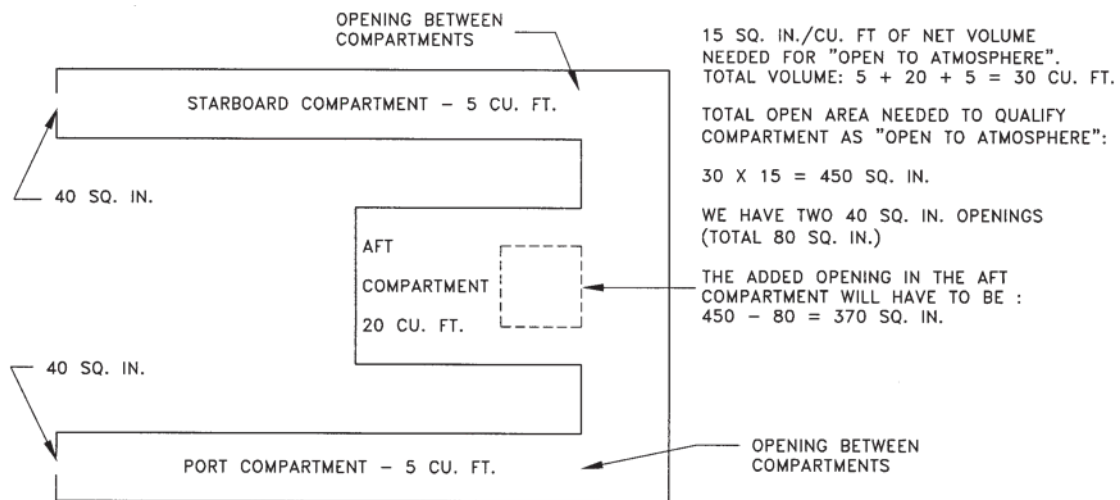 OPENING BETWEEN
COMPARTMENTS
STARBOARD COMPARTMENT – 5 CU. FT.
40 SQ. IN.
AFT
COMPARTMENT
20 CU. FT.
40 SQ. IN.
PORT COMPARTMENT – 5 CU. FT.
OPENING BETWEEN
COMPARTMENTS
15 SQ. IN./CU. FT OF NET VOLUME
NEEDED FOR "OPEN TO ATMOSPHERE".
TOTAL VOLUME: 5 + 20 + 5 = 30 CU. FT.
TOTAL OPEN AREA NEEDED TO QUALIFY
COMPARTMENT AS "OPEN TO ATMOSPHERE":
30 X 15 = 450 SQ. IN.
WE HAVE TWO 40 SQ. IN. OPENINGS
(TOTAL 80 SQ. IN.)
THE ADDED OPENING IN THE AFT
COMPARTMENT WILL HAVE TO BE :
450 – 80 = 370 SQ. IN.